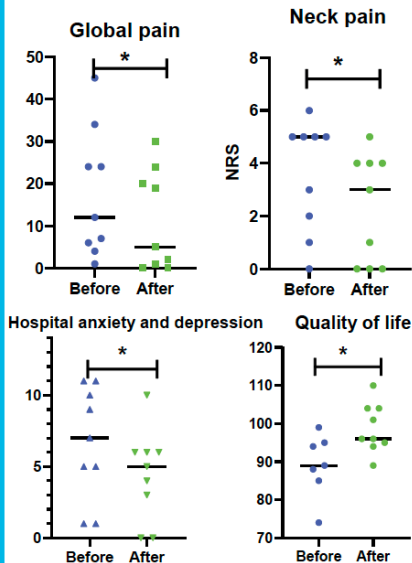 Global pain
50
40
30
20
10
0
*
Before After
Neck pain
NRS
8
6
4
2
0
*
Before After
Hospital anxiety and depression
10
5
0
*
Before After
Quality of life
120
110
100
90
80
70
*
Before After